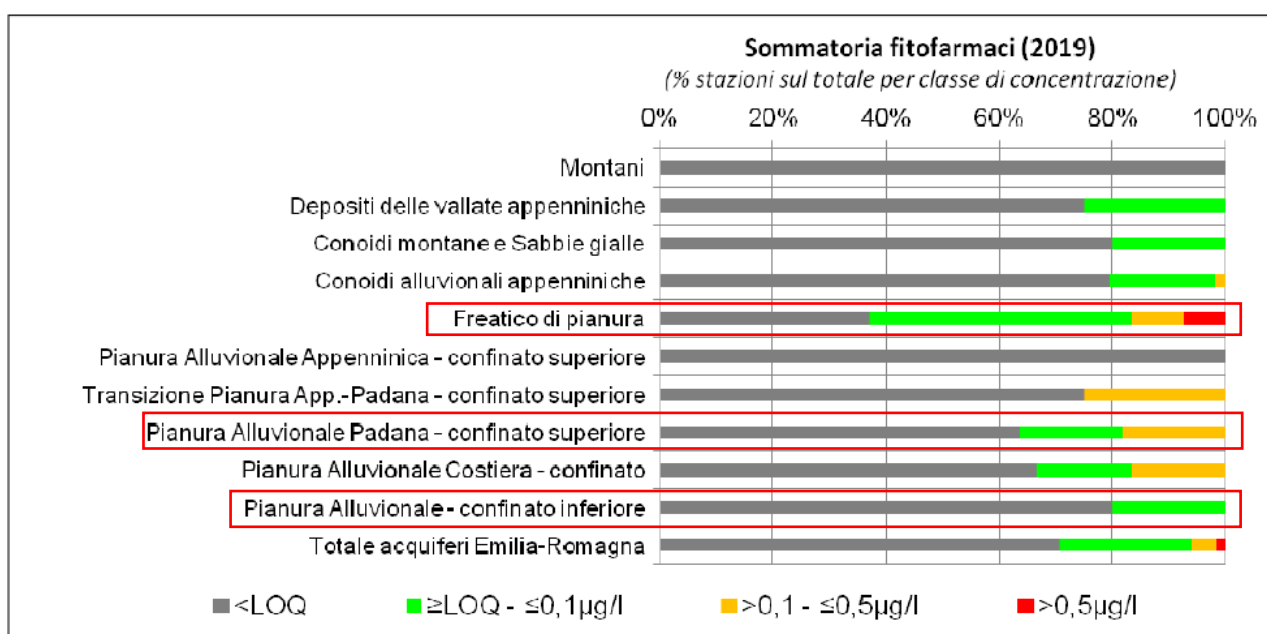 Sommatoria fitofarmaci (2019)
(% stazioni sul totale per classe di concentrazione)
0% 20% 40% 60% 80% 100%
Montani
Depositi delle vallate appenniniche
Conoidi montane e Sabbie gialle
Conoidi alluvionali appenniniche
Freatico di pianura
Pianura Alluvionale Appenninica - confinato superiore
Transizione Pianura App.-Padana - confinato superiore
Pianura Alluvionale Padana - confinato superiore
Pianura Alluvionale Costiera - confinato
Pianura Alluvionale - confinato inferiore
Totale acquiferi Emilia-Romagna
<LOQ ≥LOQ - ≤0,1µg/l >0,1 - ≤0,5µg/l >0,5µg/l